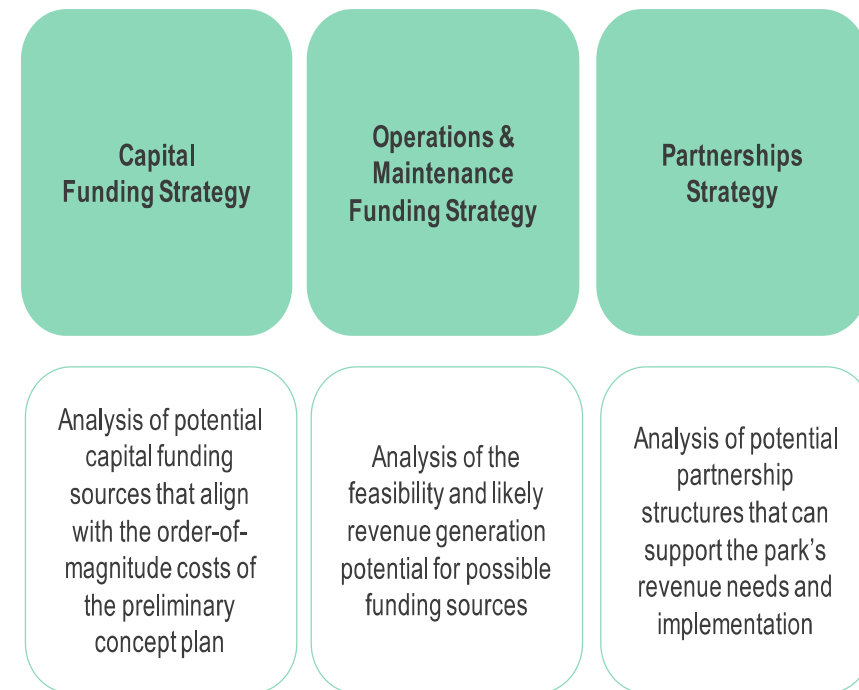 Capital
Funding Strategy
Operations &
Maintenance
Funding Strategy
Partnerships
Strategy
Analysis of potential
capital funding
sources that align
with the order-of-
magnitude costs of
the preliminary
concept plan
Analysis of the
feasibility and likely
revenue generation
potential for possible
funding sources
Analysis of potential
partnership
structures that can
support the park's
revenue needs and
implementation